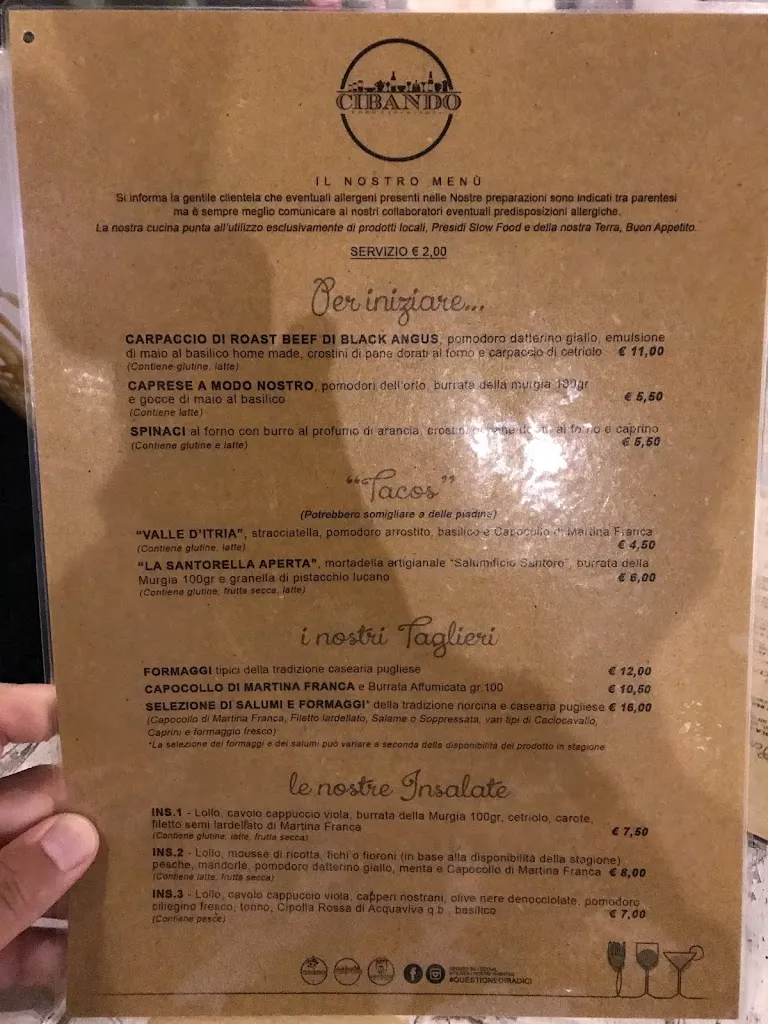 CIBANDO
IL NOSTRO MENÙ
Si informa la gentile clientela che eventuali allergeni presenti nelle Nostre preparazioni sono indicati tra parentesi
ma è sempre meglio comunicare ai nostri collaboratori eventuali predisposizioni allergiche.
La nostra cucina punta all'utilizzo esclusivamente di prodotti locali, Presidi Slow Food e della nostra Terra, Buon Appetito.
SERVIZIO € 2,00
Per iniziare...
CARPACCIO DI ROAST BEEF DI BLACK ANGUS, pomodoro datterino giallo, emulsione
di maio al basilico home made, crostini di pane dorati al forno e carpaccio di cetriolo € 11,00
(Contiene glutine, latte)
CAPRESE A MODO NOSTRO, pomodori dell'orto, burrata della murgia 100gr
e gocce di maio al basilico € 5,50
(Contiene latte)
SPINACI al forno con burro al profumo di arancia, crostini di pane dorati al forno e caprino
(Contiene glutine e latte) € 5,50
"Tacos"
(Potrebbero somigliare a delle piadine)
"VALLE D'ITRIA", stracciatella, pomodoro arrostito, basilico e Capocollo di Martina Franca
(Contiene glutine, latte) € 4,50
"LA SANTORELLA APERTA", mortadella artigianale "Salumificio Santoro", burrata della
Murgia 100gr e granella di pistacchio lucano € 6,00
(Contiene glutine, frutta secca, latte)
i nostri Taglieri
FORMAGGI tipici della tradizione casearia pugliese € 12,00
CAPOCOLLO DI MARTINA FRANCA e Burrata Affumicata gr.100 € 10,50
SELEZIONE DI SALUMI E FORMAGGI* della tradizione norcina e casearia pugliese € 16,00
(Capocollo di Martina Franca, Filetto lardellato, Salame o Soppressata, vari tipi di Caciocavallo,
Caprini e formaggio fresco)
*La selezione dei formaggi e dei salumi può variare a seconda della disponibilità del prodotto in stagione
le nostre Insalate
INS.1 - Lollo, cavolo cappuccio viola, burrata della Murgia 100gr, cetriolo, carote,
filetto semi lardellato di Martina Franca € 7,50
(Contiene glutine, latte, frutta secca)
INS.2 - Lollo, mousse di ricotta, fichi o fioroni (in base alla disponibilità della stagione)
pesche, mandorle, pomodoro datterino giallo, menta e Capocollo di Martina Franca € 8,00
(Contiene latte, frutta secca)
INS.3 - Lollo, cavolo cappuccio viola, capperi nostrani, olive nere denocciolate, pomodoro
ciliegino fresco, tonno, Cipolla Rossa di Acquaviva q.b., basilico € 7,00
(Contiene pesce)
#QUESTIONEDIRADICI